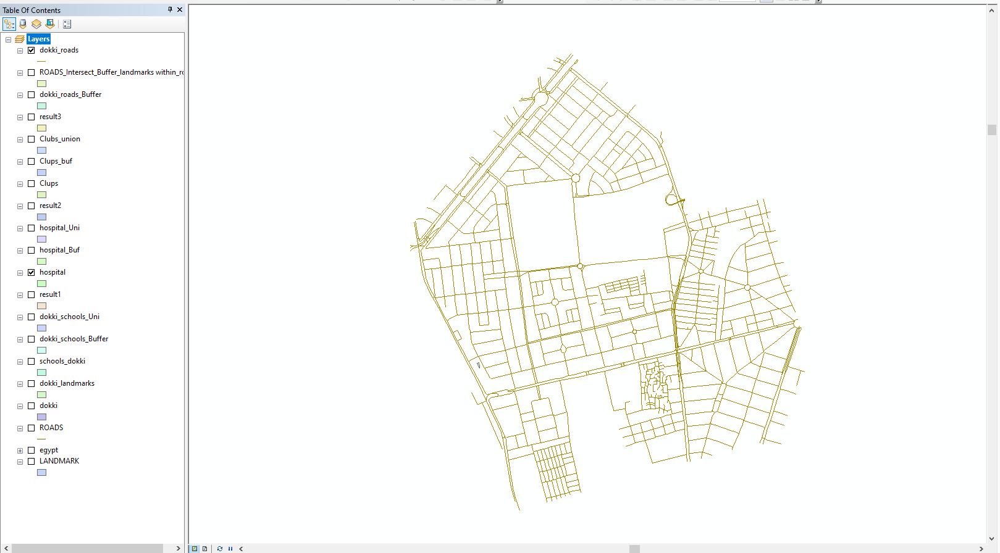 Table Of Contents
Layers
dokki_roads
ROADS_Intersect_Buffer_landmarks within_ro
dokki_roads_Buffer
result3
Clubs_union
Clups_buf
Clups
result2
hospital_Uni
hospital_Buf
hospital
result1
dokki_schools_Uni
dokki_schools_Buffer
schools_dokki
dokki_landmarks
dokki
ROADS
egypt
LANDMARK